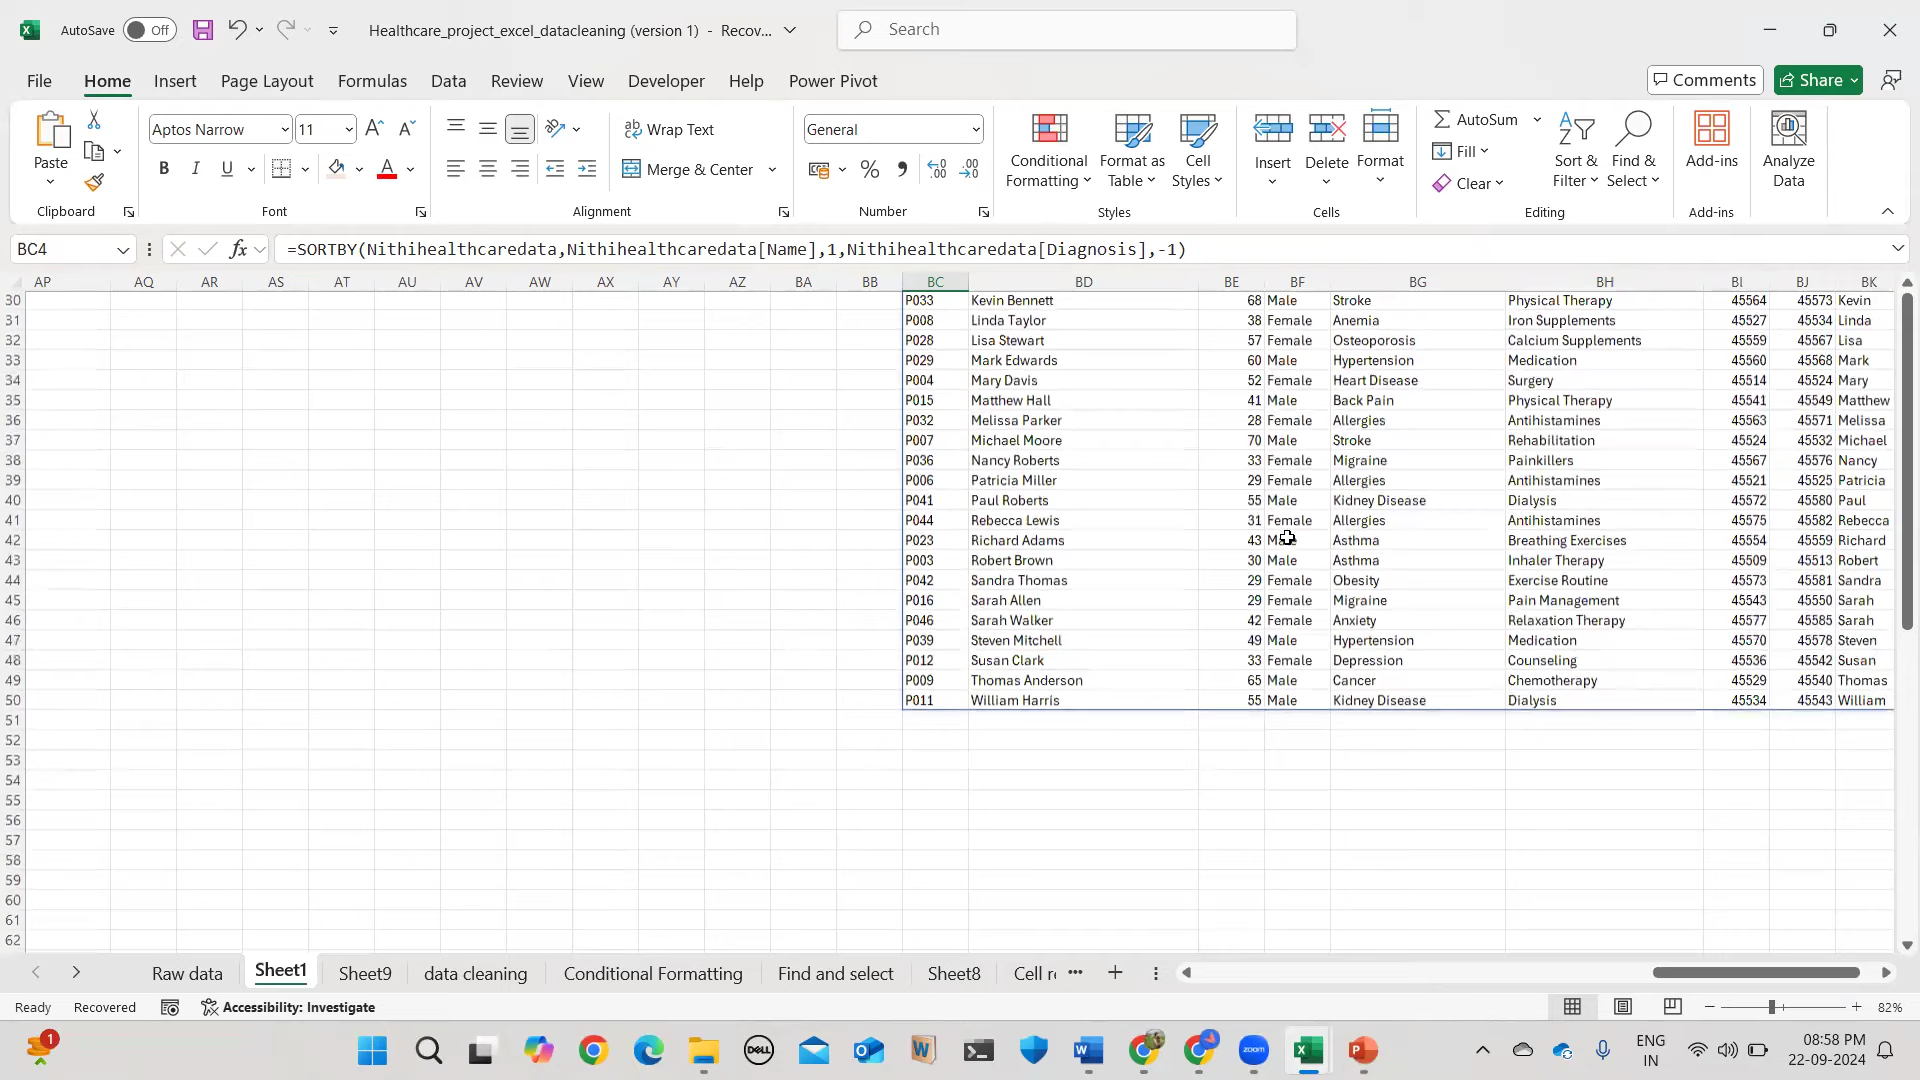 AutoSave Off Healthcare_project_excel_datacleaning (version 1) - Recov... Search
File Home Insert Page Layout Formulas Data Review View Developer Help Power Pivot Comments Share
Paste Aptos Narrow 11 Wrap Text General Conditional Formatting Format as Table Cell Styles Insert Delete Format AutoSum Sort & Filter Find & Select Add-ins Analyze Data
B I U Merge & Center Fill Clear
Clipboard Font Alignment Number Styles Cells Editing Add-ins
BC4 fx =SORTBY(Nithihealthcaredata,Nithihealthcaredata[Name],1,Nithihealthcaredata[Diagnosis],-1)
AP AQ AR AS AT AU AV AW AX AY AZ BA BB BC BD BE BF BG BH BI BJ BK
30 P033 Kevin Bennett 68 Male Stroke Physical Therapy 45564 45573 Kevin
31 P008 Linda Taylor 38 Female Anemia Iron Supplements 45527 45534 Linda
32 P028 Lisa Stewart 57 Female Osteoporosis Calcium Supplements 45559 45567 Lisa
33 P029 Mark Edwards 60 Male Hypertension Medication 45560 45568 Mark
34 P004 Mary Davis 52 Female Heart Disease Surgery 45514 45524 Mary
35 P015 Matthew Hall 41 Male Back Pain Physical Therapy 45541 45549 Matthew
36 P032 Melissa Parker 28 Female Allergies Antihistamines 45563 45571 Melissa
37 P007 Michael Moore 70 Male Stroke Rehabilitation 45524 45532 Michael
38 P036 Nancy Roberts 33 Female Migraine Painkillers 45567 45576 Nancy
39 P006 Patricia Miller 29 Female Allergies Antihistamines 45521 45525 Patricia
40 P041 Paul Roberts 55 Male Kidney Disease Dialysis 45572 45580 Paul
41 P044 Rebecca Lewis 31 Female Allergies Antihistamines 45575 45582 Rebecca
42 P023 Richard Adams 43 Male Asthma Breathing Exercises 45554 45559 Richard
43 P003 Robert Brown 30 Male Asthma Inhaler Therapy 45509 45513 Robert
44 P042 Sandra Thomas 29 Female Obesity Exercise Routine 45573 45581 Sandra
45 P016 Sarah Allen 29 Female Migraine Pain Management 45543 45550 Sarah
46 P046 Sarah Walker 42 Female Anxiety Relaxation Therapy 45577 45585 Sarah
47 P039 Steven Mitchell 49 Male Hypertension Medication 45570 45578 Steven
48 P012 Susan Clark 33 Female Depression Counseling 45536 45542 Susan
49 P009 Thomas Anderson 65 Male Cancer Chemotherapy 45529 45540 Thomas
50 P011 William Harris 55 Male Kidney Disease Dialysis 45534 45543 William
51
52
53
54
55
56
57
58
59
60
61
62
Raw data Sheet1 Sheet9 data cleaning Conditional Formatting Find and select Sheet8 Cell re
Ready Recovered Accessibility: Investigate 82%
1 DELL W zoom ENG IN 08:58 PM 22-09-2024